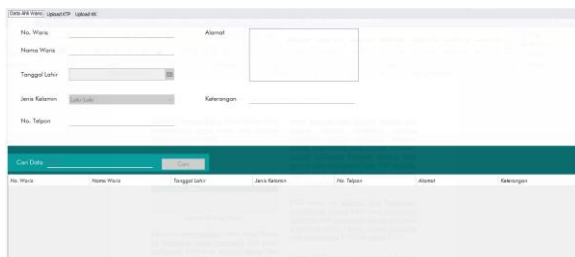 Data Ahli Waris Upload KTP Upload KK
No. Waris Alamat
Nama Waris
Tanggal Lahir
Jenis Kelamin Laki-Laki Keterangan
No. Telpon
Cari Data Cari
No. Waris Nama Waris Tanggal Lahir Jenis Kelamin No. Telpon Alamat Keterangan